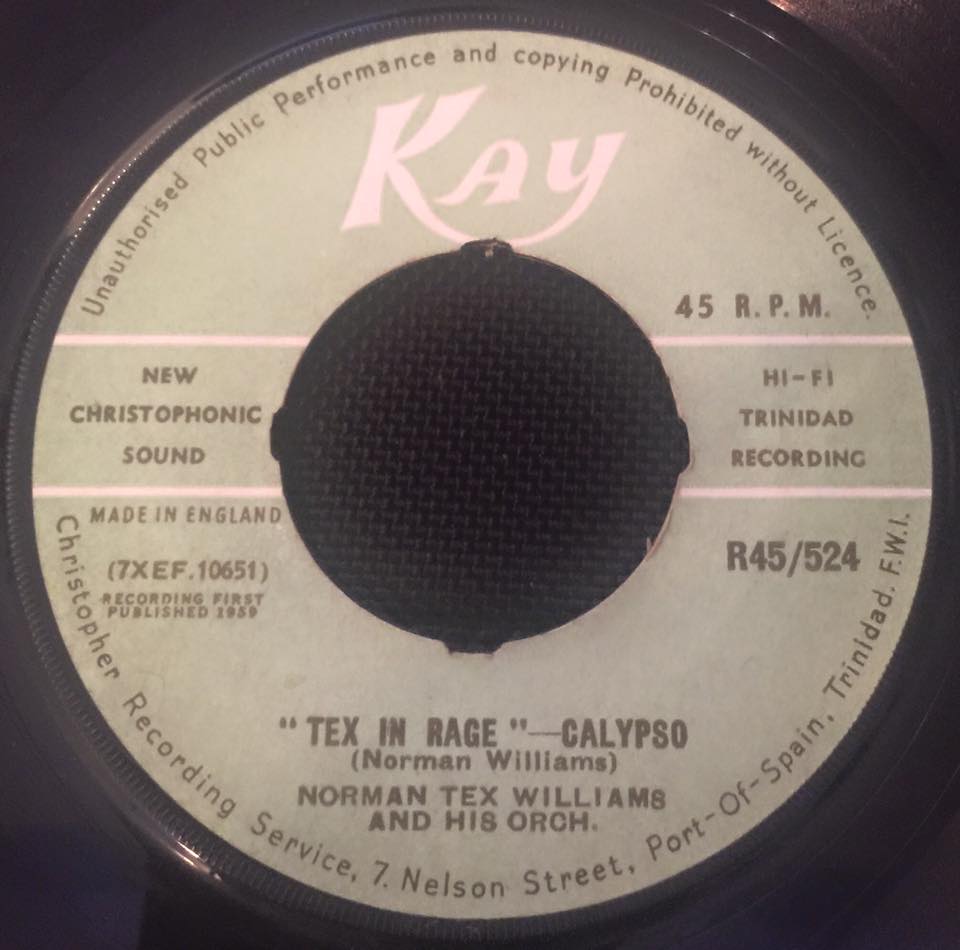 Unauthorised Public Performance and copying Prohibited without Licence.
Kay
45 R.P.M.
NEW
CHRISTOPHONIC
SOUND
HI-FI
TRINIDAD
RECORDING
MADE IN ENGLAND
(7XEF.10651)
RECORDING FIRST
PUBLISHED 1959
R45/524
"TEX IN RAGE"—CALYPSO
(Norman Williams)
NORMAN TEX WILLIAMS
AND HIS ORCH.
Christopher Recording Service, 7. Nelson Street, Port-Of-Spain, Trinidad. F.W.I.